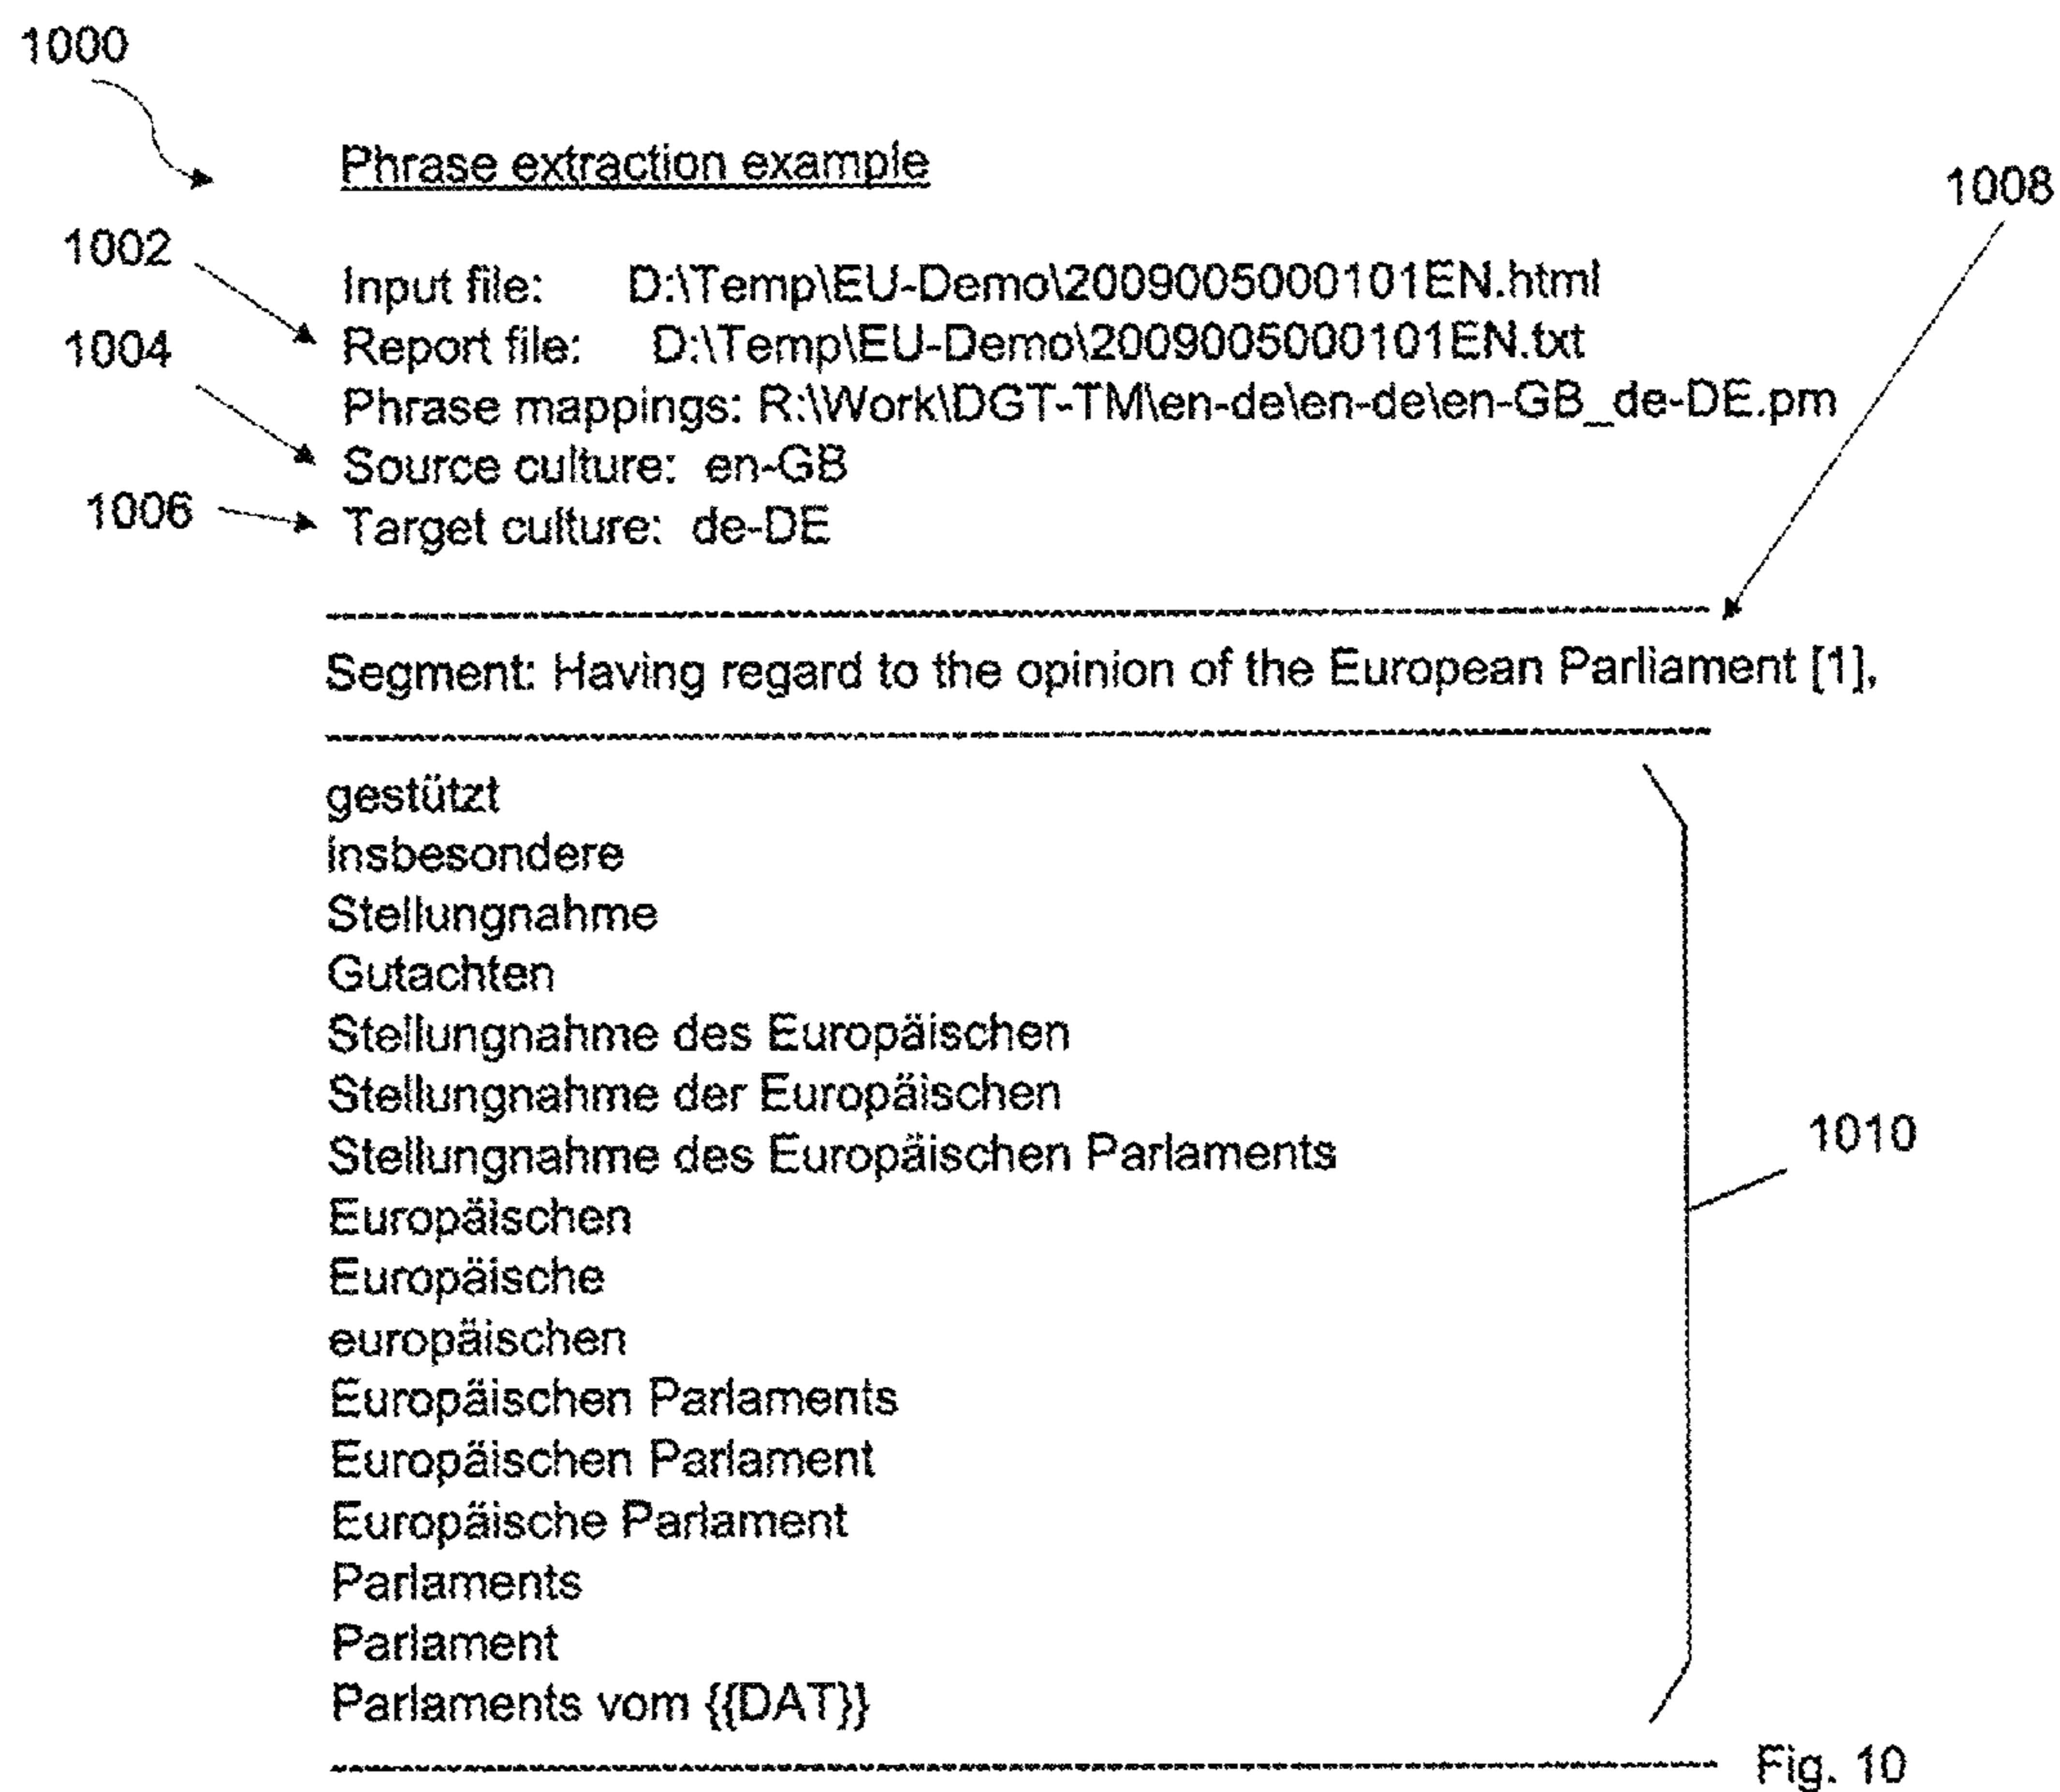 1000
Phrase extraction example
1008
1002
Input file: D:\Temp\EU-Demo\2009005000101EN.html
1004
Report file: D:\Temp\EU-Demo\2009005000101EN.txt
Phrase mappings: R:\Work\DGT-TM\en-de\en-de\en-GB_de-DE.pm
Source culture: en-GB
1006
Target culture: de-DE
Segment: Having regard to the opinion of the European Parliament [1],
gestützt
insbesondere
Stellungnahme
Gutachten
Stellungnahme des Europäischen
Stellungnahme der Europäischen
Stellungnahme des Europäischen Parlaments
1010
Europäischen
Europäische
europäischen
Europäischen Parlaments
Europäischen Parlament
Europäische Parlament
Parlaments
Parlament
Parlaments vom {{DAT}}
Fig. 10